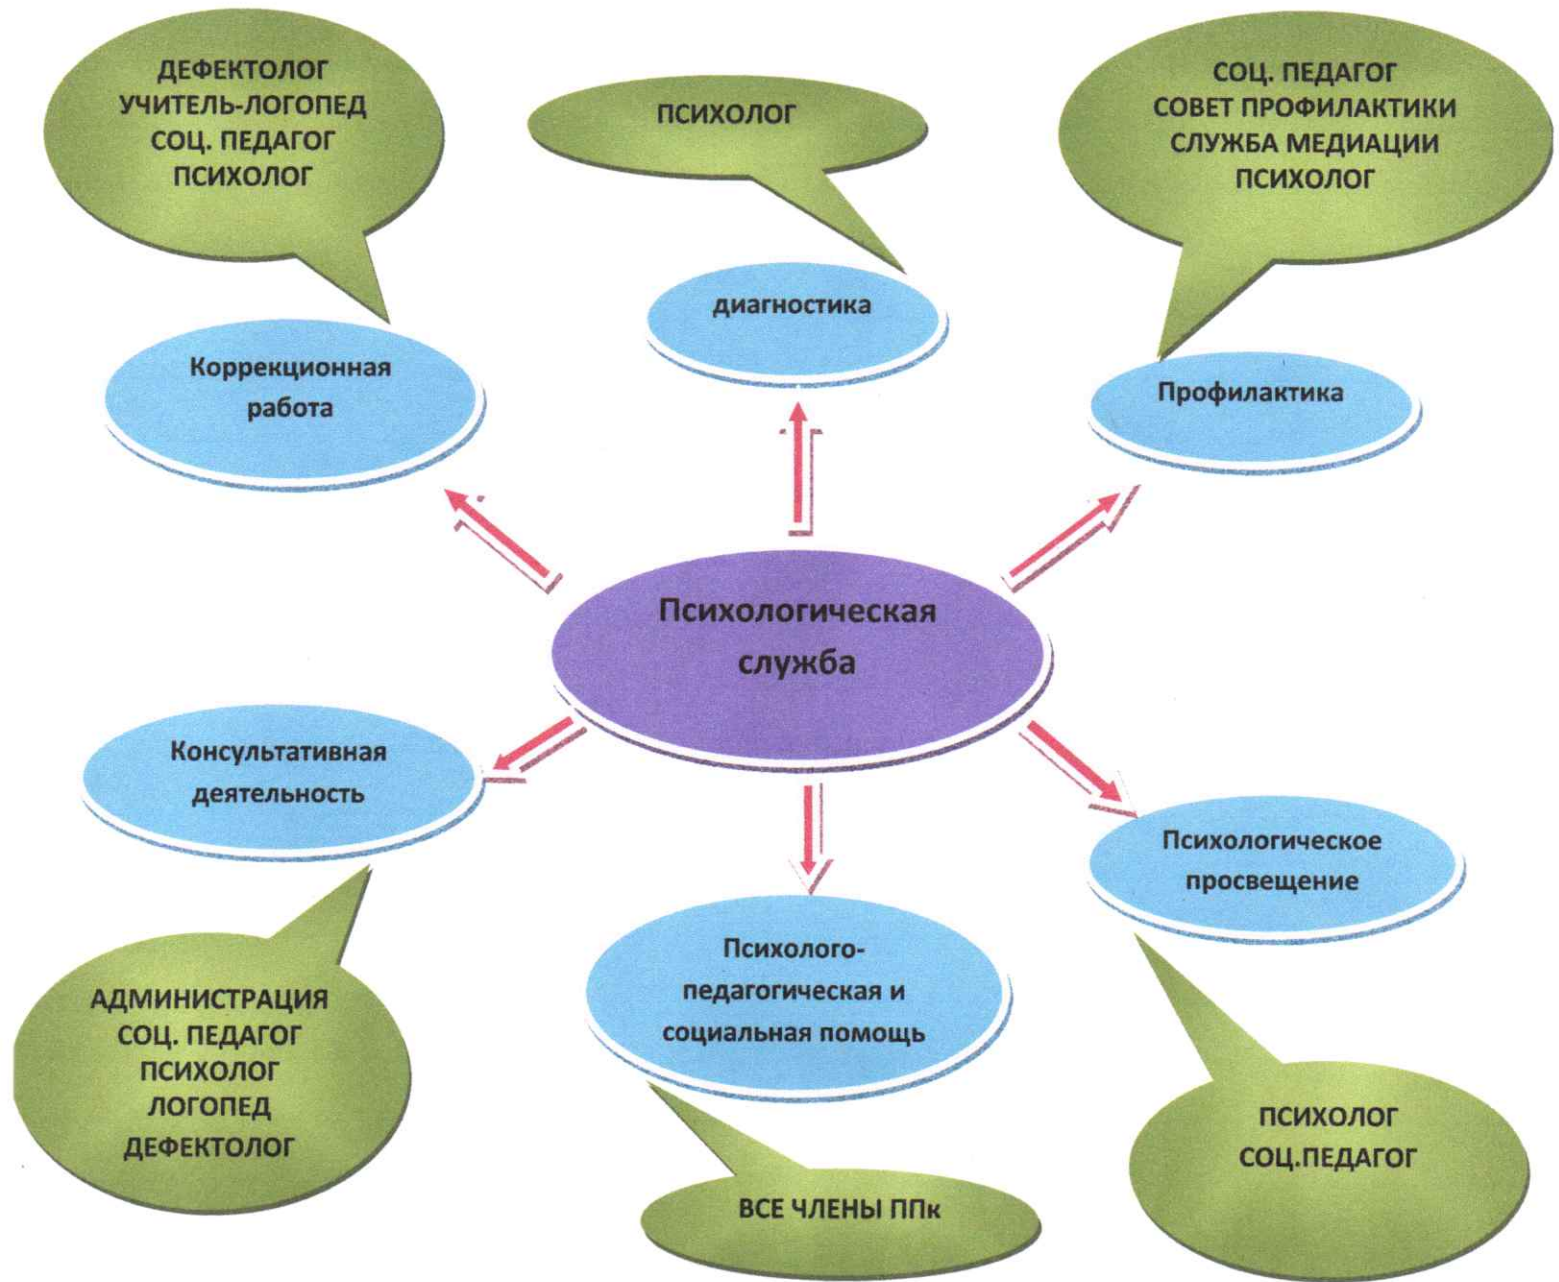 ДЕФЕКТОЛОГ
УЧИТЕЛЬ-ЛОГОПЕД
СОЦ. ПЕДАГОГ
ПСИХОЛОГ
ПСИХОЛОГ
СОЦ. ПЕДАГОГ
СОВЕТ ПРОФИЛАКТИКИ
СЛУЖБА МЕДИАЦИИ
ПСИХОЛОГ
Коррекционная
работа
диагностика
Профилактика
Психологическая
служба
Консультативная
деятельность
Психолого-
педагогическая и
социальная помощь
Психологическое
просвещение
АДМИНИСТРАЦИЯ
СОЦ. ПЕДАГОГ
ПСИХОЛОГ
ЛОГОПЕД
ДЕФЕКТОЛОГ
ВСЕ ЧЛЕНЫ ППк
ПСИХОЛОГ
СОЦ.ПЕДАГОГ